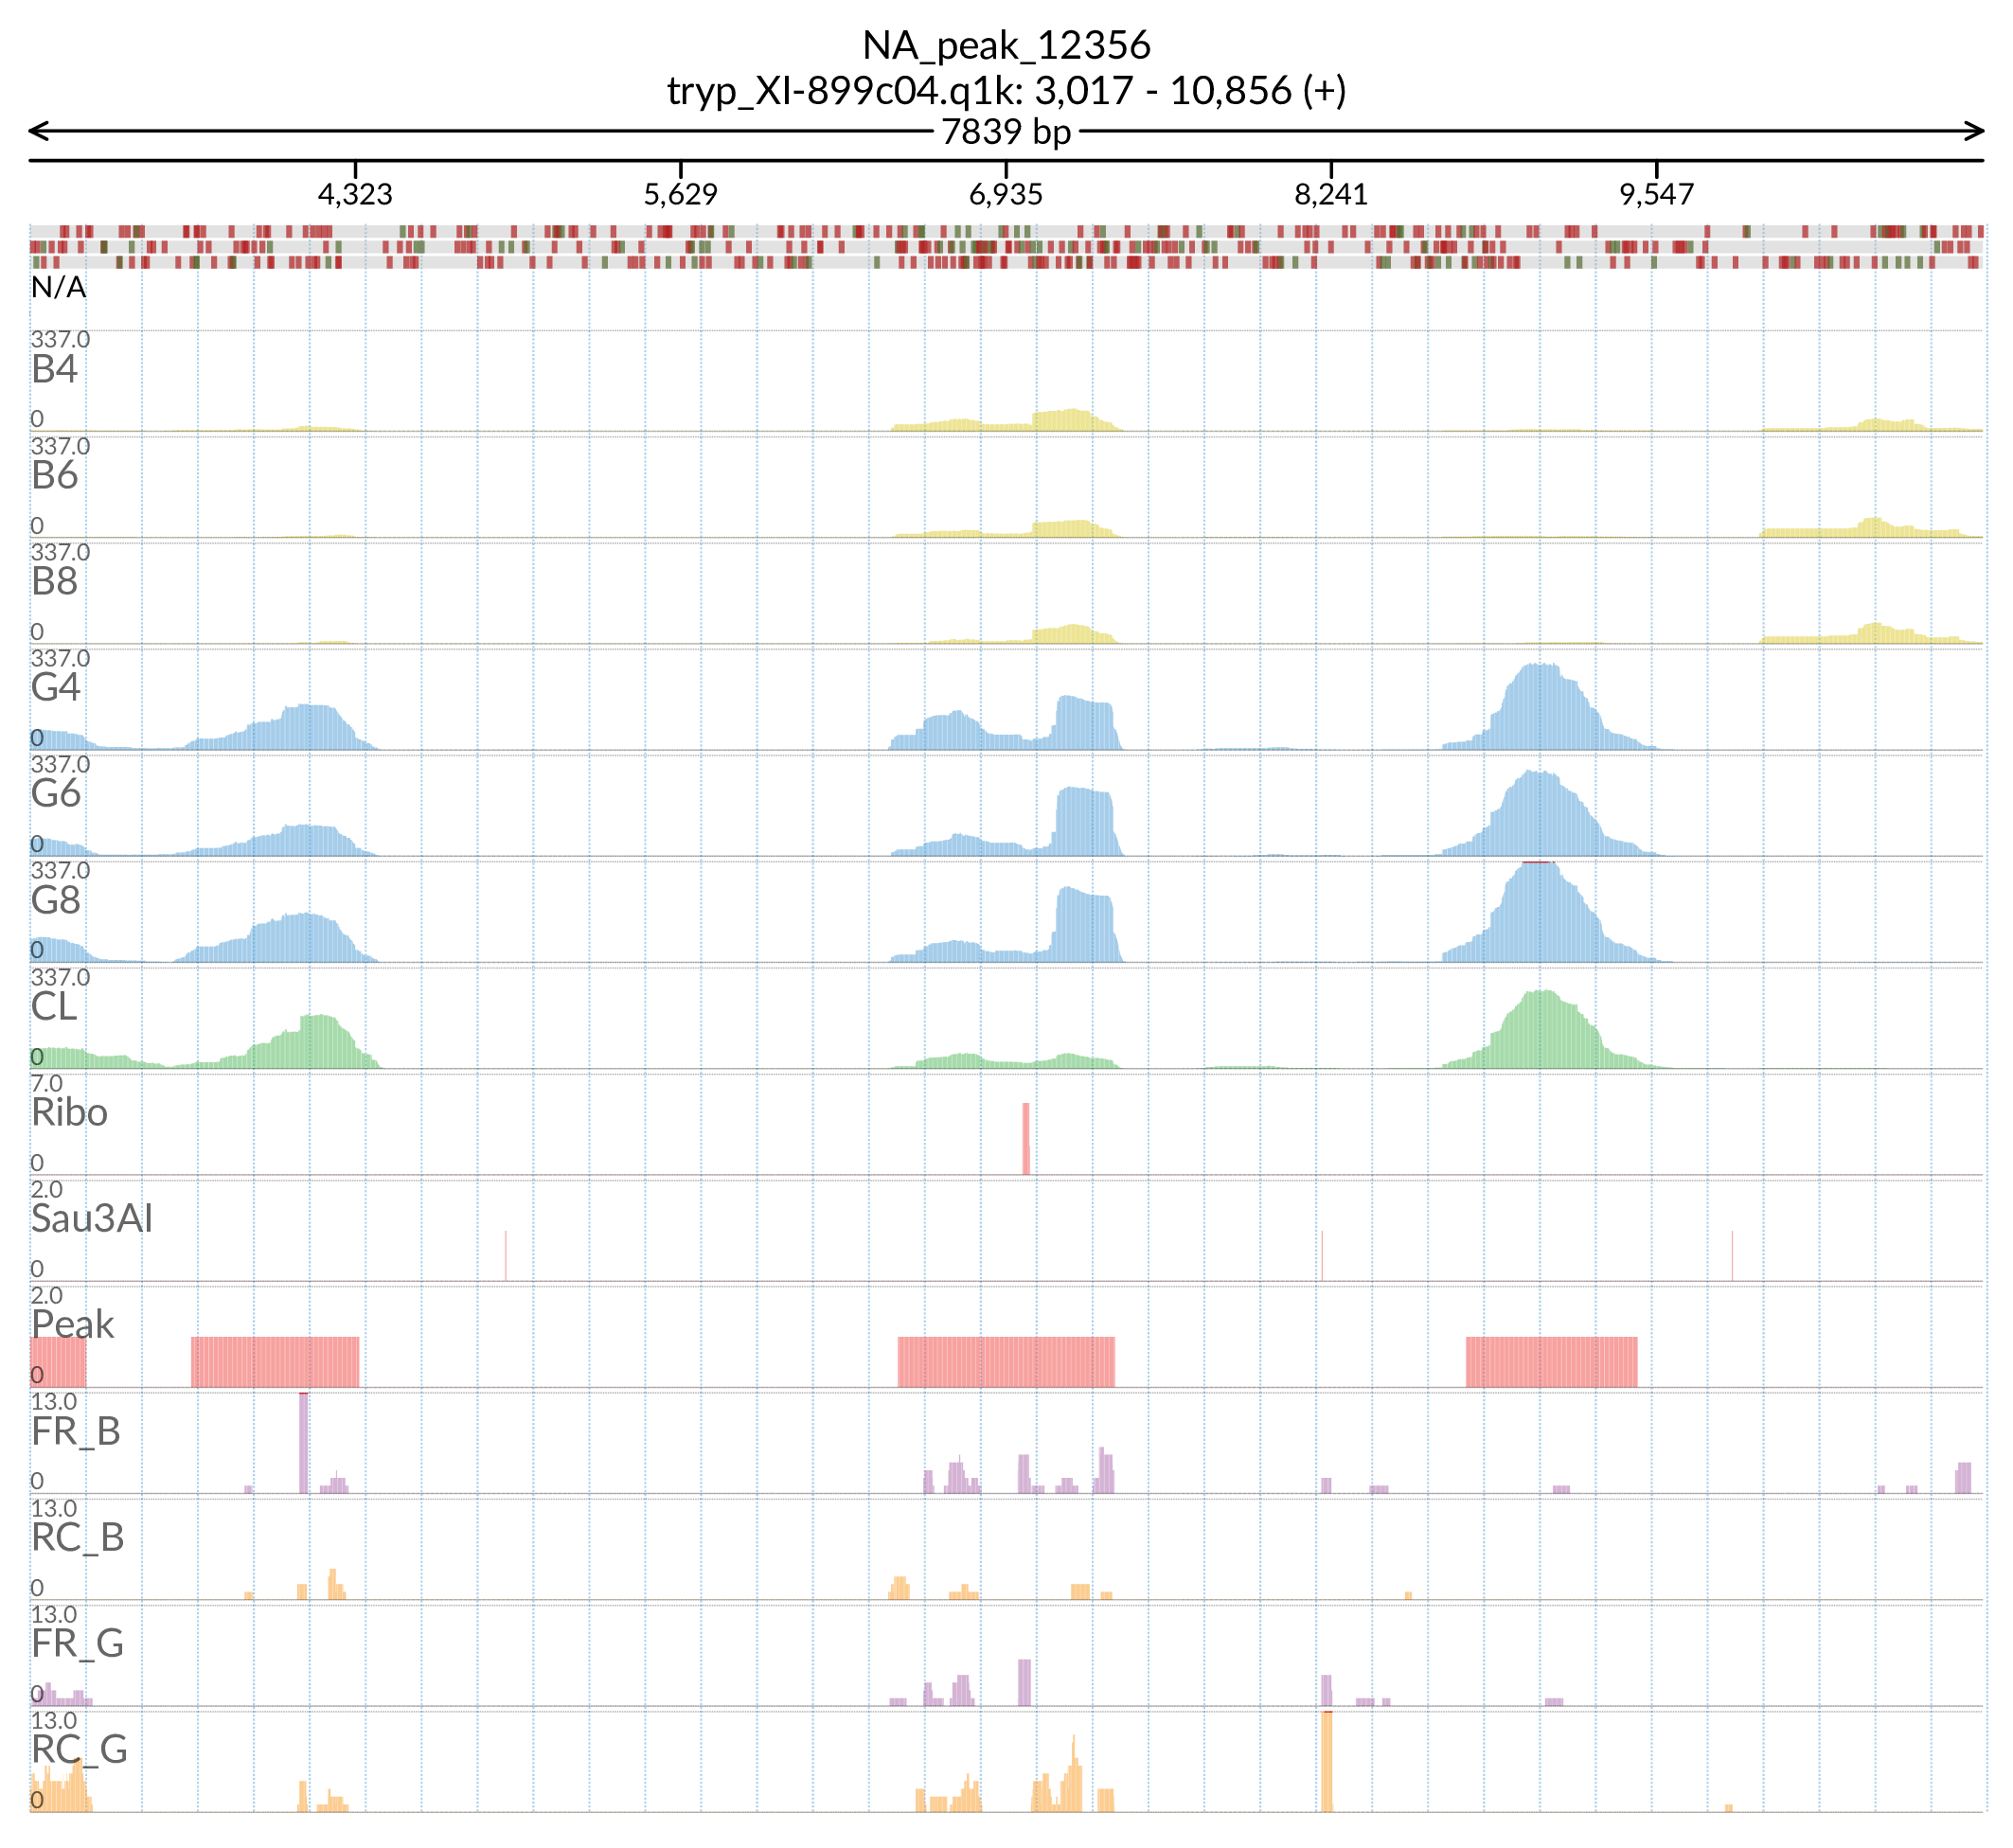 NA_peak_12356
tryp_XI-899c04.q1k: 3,017 - 10,856 (+)
7839 bp
4,323 5,629 6,935 8,241 9,547
N/A
337.0
B4
0
337.0
B6
0
337.0
B8
0
337.0
G4
0
337.0
G6
0
337.0
G8
0
337.0
CL
0
7.0
Ribo
0
2.0
Sau3AI
0
2.0
Peak
0
13.0
FR_B
0
13.0
RC_B
0
13.0
FR_G
0
13.0
RC_G
0